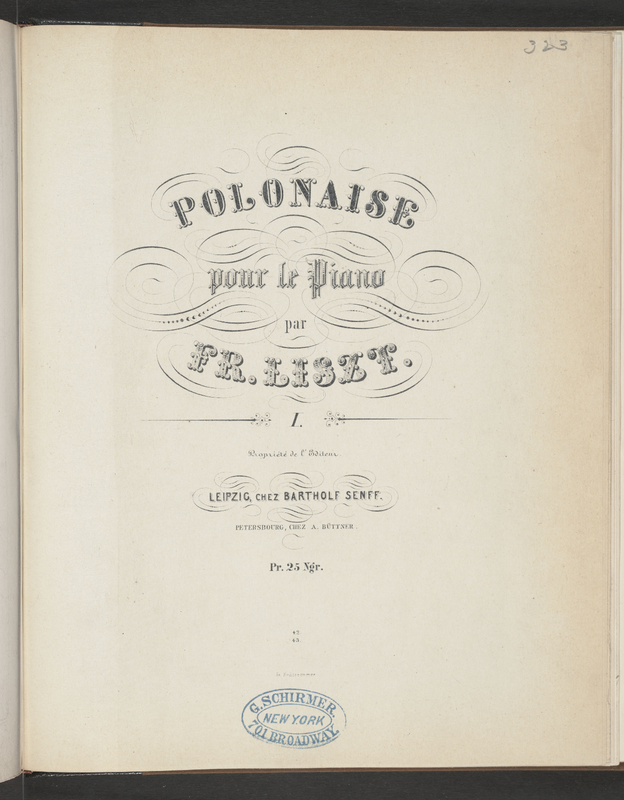 323
POLONAISE
pour le Piano
par
FR. LISZT.
I.
Propriété de l'Editeur.
LEIPZIG, CHEZ BARTHOLF SENFF.
PETERSBOURG, CHEZ A. BÜTTNER.
Pr. 25 Ngr.
G. SCHIRMER
NEW YORK
701 BROADWAY